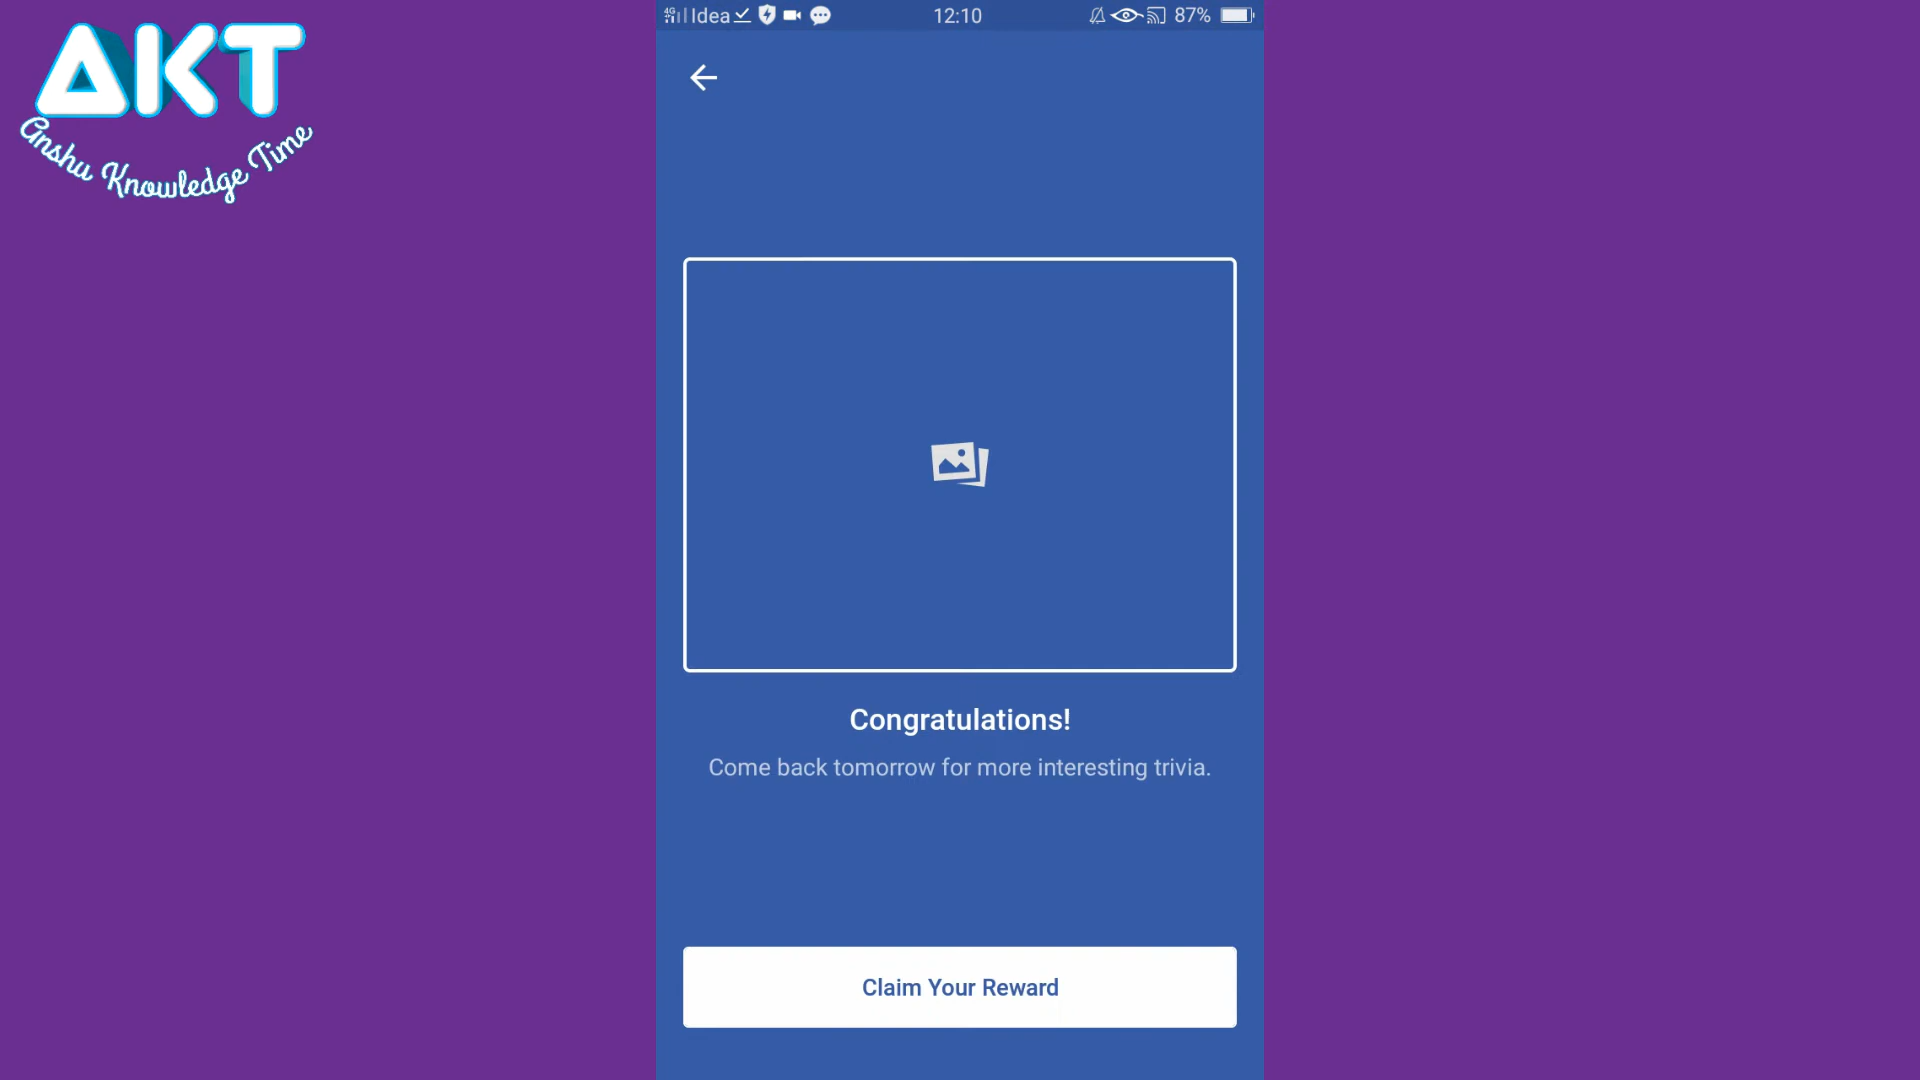 AKT
Anshu Knowledge Time
4G Idea 12:10 87%
Congratulations!
Come back tomorrow for more interesting trivia.
Claim Your Reward